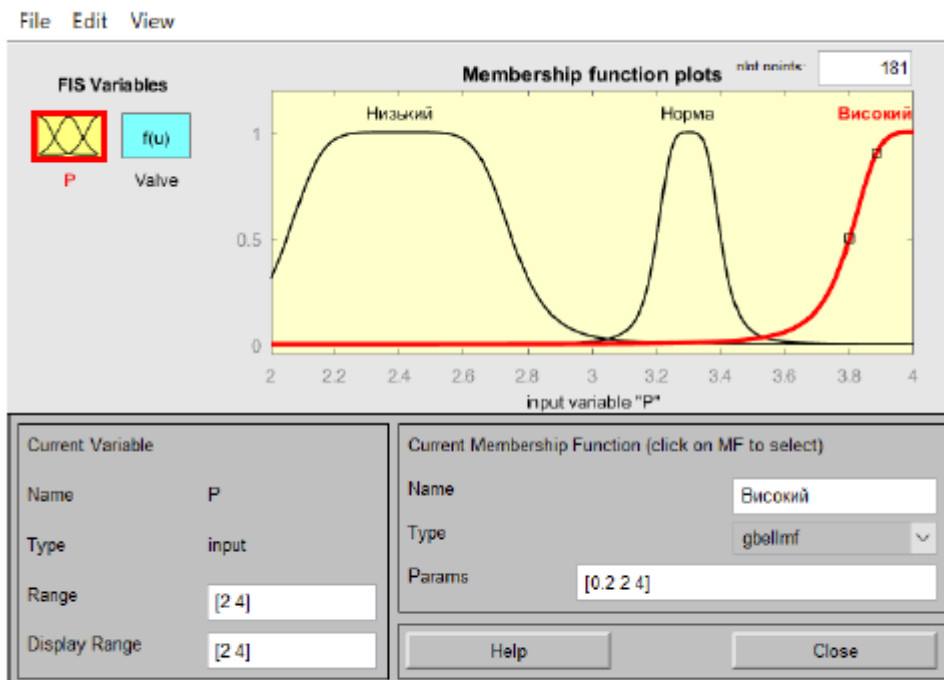 File Edit View
FIS Variables
f(u)
P Valve
Membership function plots plot points: 181
Низький Норма Високий
1
0.5
0
2 2.2 2.4 2.6 2.8 3 3.2 3.4 3.6 3.8 4
input variable "P"
Current Variable
Name P
Type input
Range [2 4]
Display Range [2 4]
Current Membership Function (click on MF to select)
Name Високий
Type gbellmf
Params [0.2 2 4]
Help Close